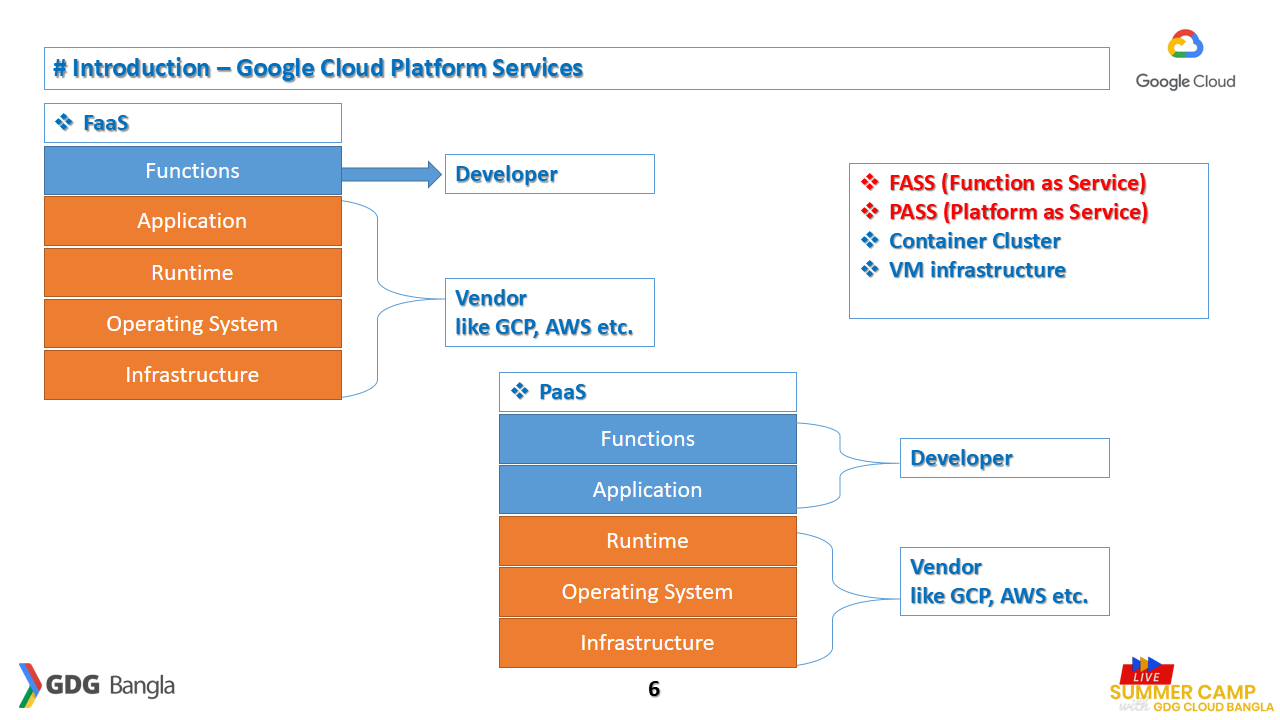 # Introduction – Google Cloud Platform Services
Google Cloud
❖ FaaS
Functions
Application
Runtime
Operating System
Infrastructure
Developer
Vendor
like GCP, AWS etc.
❖ FASS (Function as Service)
❖ PASS (Platform as Service)
❖ Container Cluster
❖ VM infrastructure
❖ PaaS
Functions
Application
Runtime
Operating System
Infrastructure
Developer
Vendor
like GCP, AWS etc.
GDG Bangla
6
LIVE
SUMMER CAMP
with GDG CLOUD BANGLA